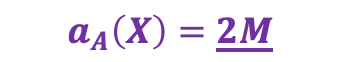 a_A(X) = 2M